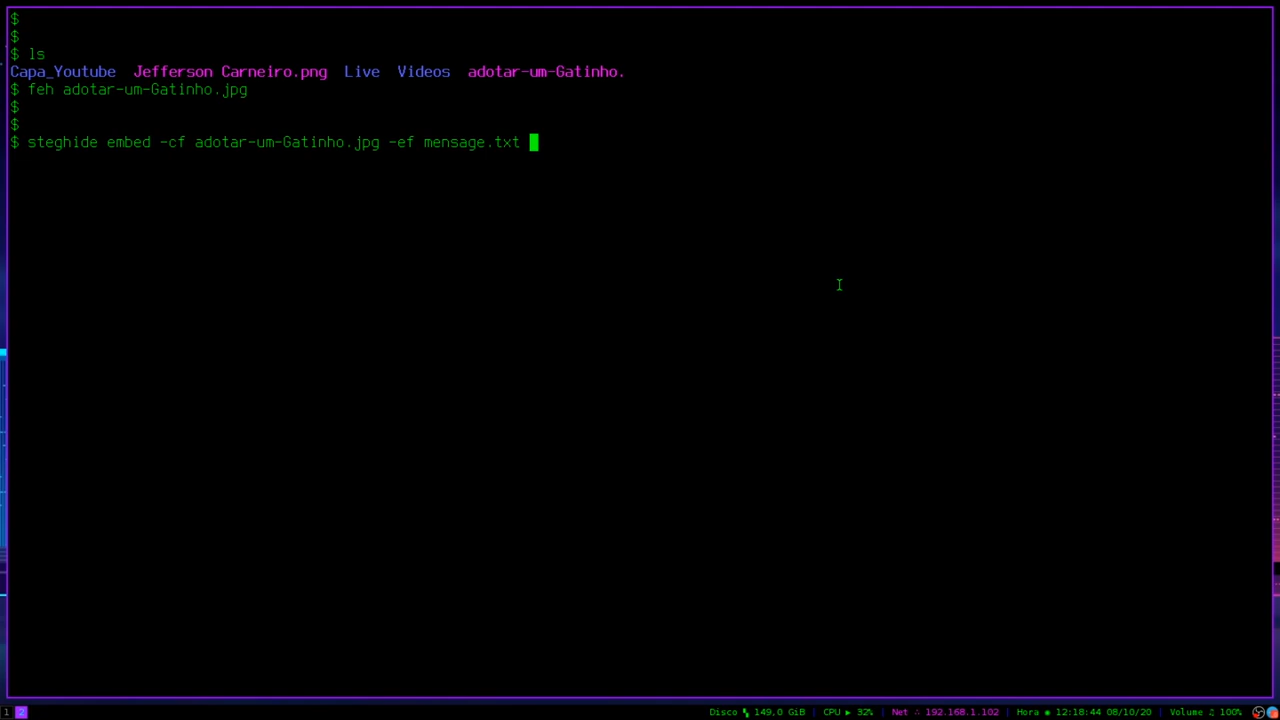 $
$
$ ls
Capa_Youtube Jefferson Carneiro.png Live Videos adotar-um-Gatinho.
$ feh adotar-um-Gatinho.jpg
$
$
$ steghide embed -cf adotar-um-Gatinho.jpg -ef mensage.txt
1 2 Disco 149,0 GiB | CPU ▶ 32% | Net 192.168.1.102 | Hora 12:18:44 08/10/20 | Volume ♫ 100%